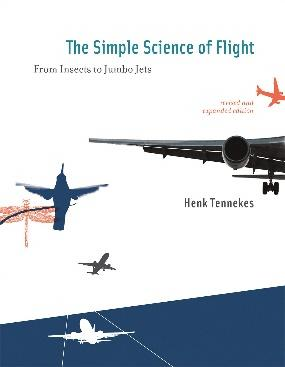 The Simple Science of Flight
From Insects to Jumbo Jets
revised and
expanded edition
Henk Tennekes